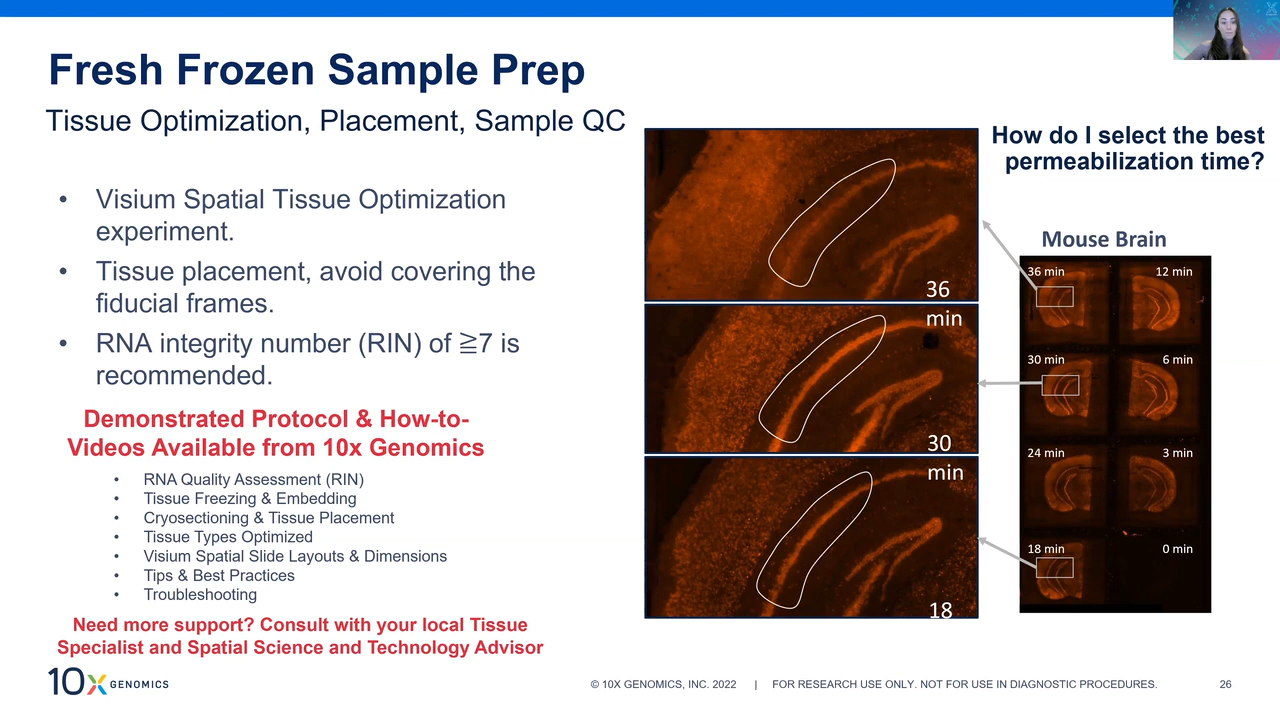 Fresh Frozen Sample Prep
Tissue Optimization, Placement, Sample QC
• Visium Spatial Tissue Optimization
experiment.
• Tissue placement, avoid covering the
fiducial frames.
• RNA integrity number (RIN) of ≧7 is
recommended.
Demonstrated Protocol & How-to-
Videos Available from 10x Genomics
• RNA Quality Assessment (RIN)
• Tissue Freezing & Embedding
• Cryosectioning & Tissue Placement
• Tissue Types Optimized
• Visium Spatial Slide Layouts & Dimensions
• Tips & Best Practices
• Troubleshooting
Need more support? Consult with your local Tissue
Specialist and Spatial Science and Technology Advisor
36
min
30
min
18
How do I select the best
permeabilization time?
Mouse Brain
36 min 12 min
30 min 6 min
24 min 3 min
18 min 0 min
10x GENOMICS
© 10X GENOMICS, INC. 2022 | FOR RESEARCH USE ONLY. NOT FOR USE IN DIAGNOSTIC PROCEDURES. 26